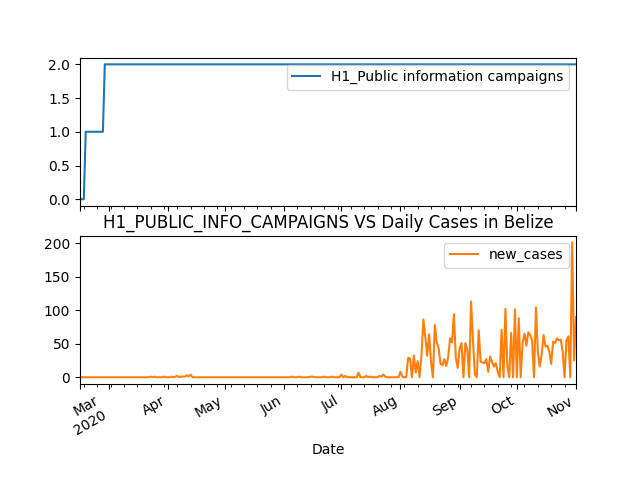 2.0
1.5
1.0
0.5
0.0
H1_Public information campaigns
H1_PUBLIC_INFO_CAMPAIGNS VS Daily Cases in Belize
200
150
100
50
0
new_cases
Mar
2020
Apr
May
Jun
Jul
Aug
Sep
Oct
Nov
Date